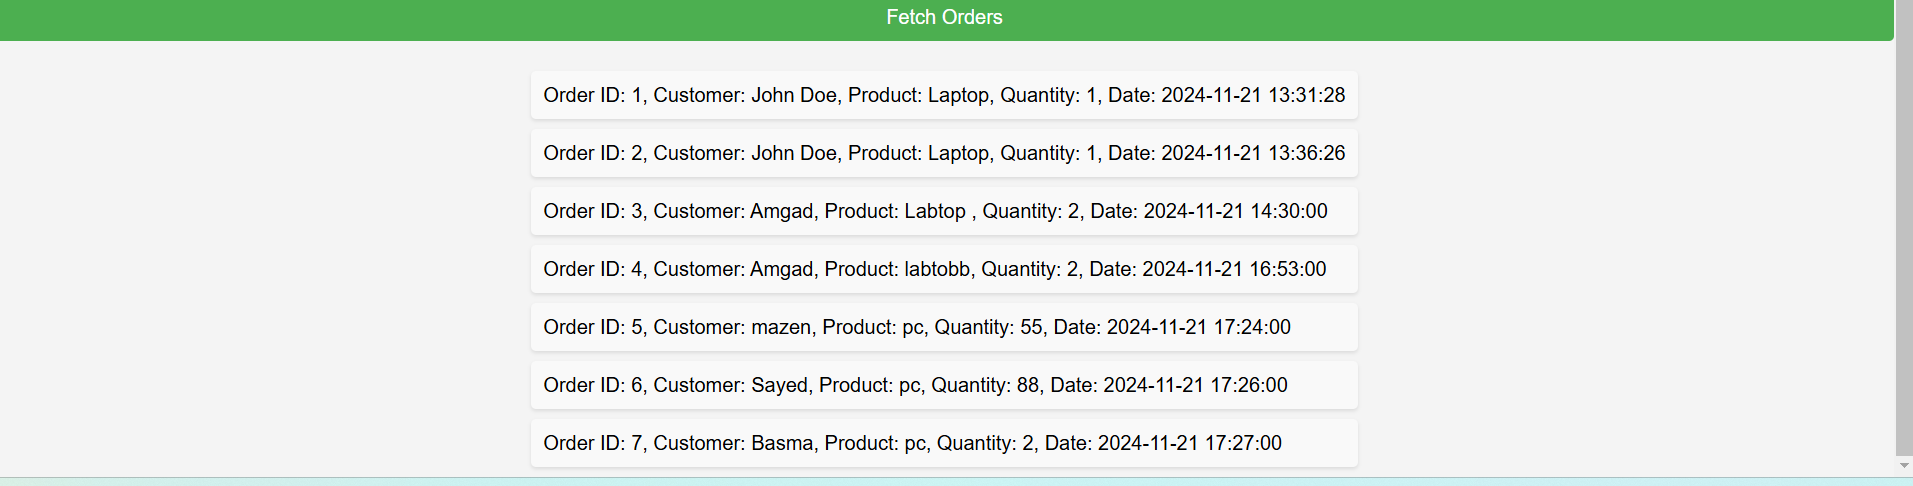 Fetch Orders
Order ID: 1, Customer: John Doe, Product: Laptop, Quantity: 1, Date: 2024-11-21 13:31:28
Order ID: 2, Customer: John Doe, Product: Laptop, Quantity: 1, Date: 2024-11-21 13:36:26
Order ID: 3, Customer: Amgad, Product: Labtop , Quantity: 2, Date: 2024-11-21 14:30:00
Order ID: 4, Customer: Amgad, Product: labtobb, Quantity: 2, Date: 2024-11-21 16:53:00
Order ID: 5, Customer: mazen, Product: pc, Quantity: 55, Date: 2024-11-21 17:24:00
Order ID: 6, Customer: Sayed, Product: pc, Quantity: 88, Date: 2024-11-21 17:26:00
Order ID: 7, Customer: Basma, Product: pc, Quantity: 2, Date: 2024-11-21 17:27:00